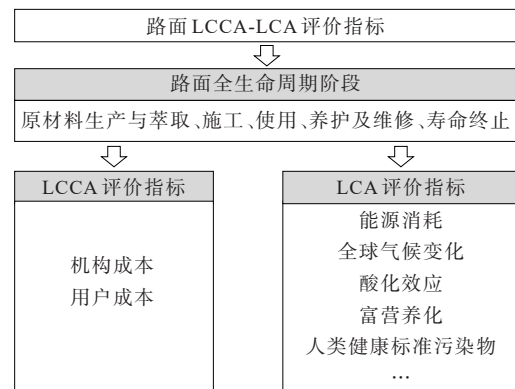 路面LCCA-LCA评价指标
路面全生命周期阶段
原材料生产与萃取、施工、使用、养护及维修、寿命终止
LCCA评价指标
机构成本
用户成本
LCA评价指标
能源消耗
全球气候变化
酸化效应
富营养化
人类健康标准污染物
…